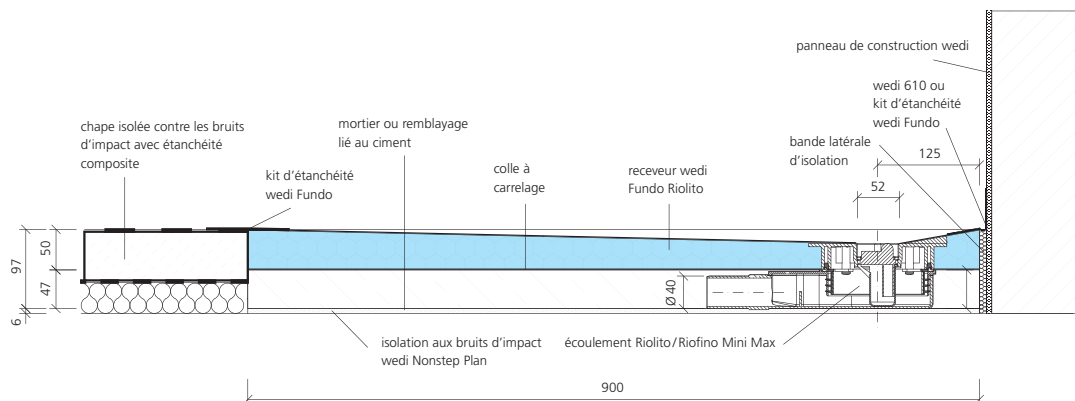 panneau de construction wedi
wedi 610 ou
kit d'étanchéité
wedi Fundo
chape isolée contre les bruits
d'impact avec étanchéité
composite
mortier ou remblayage
lié au ciment
bande latérale
d'isolation
125
kit d'étanchéité
wedi Fundo
colle à
carrelage
receveur wedi
Fundo Riolito
52
97
50
47
6
Ø 40
isolation aux bruits d'impact
wedi Nonstep Plan
écoulement Riolito/Riofino Mini Max
900